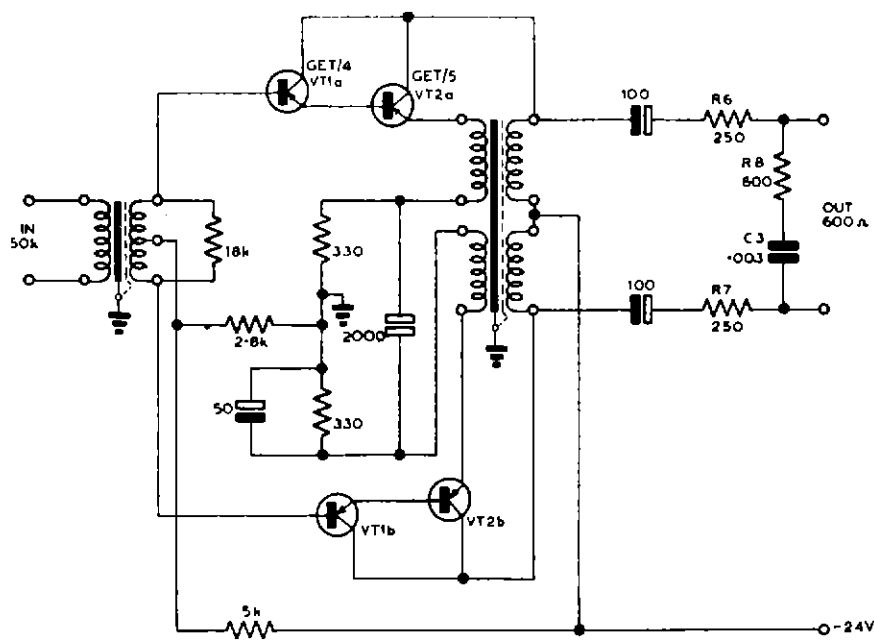 GET/4
VT1a
GET/5
VT2a
100
R6
250
R8
600
IN
50k
18k
330
OUT
600Ω
C3
·003
2·8k
2000
100
R7
250
50
330
VT1b
VT2b
5k
-24V